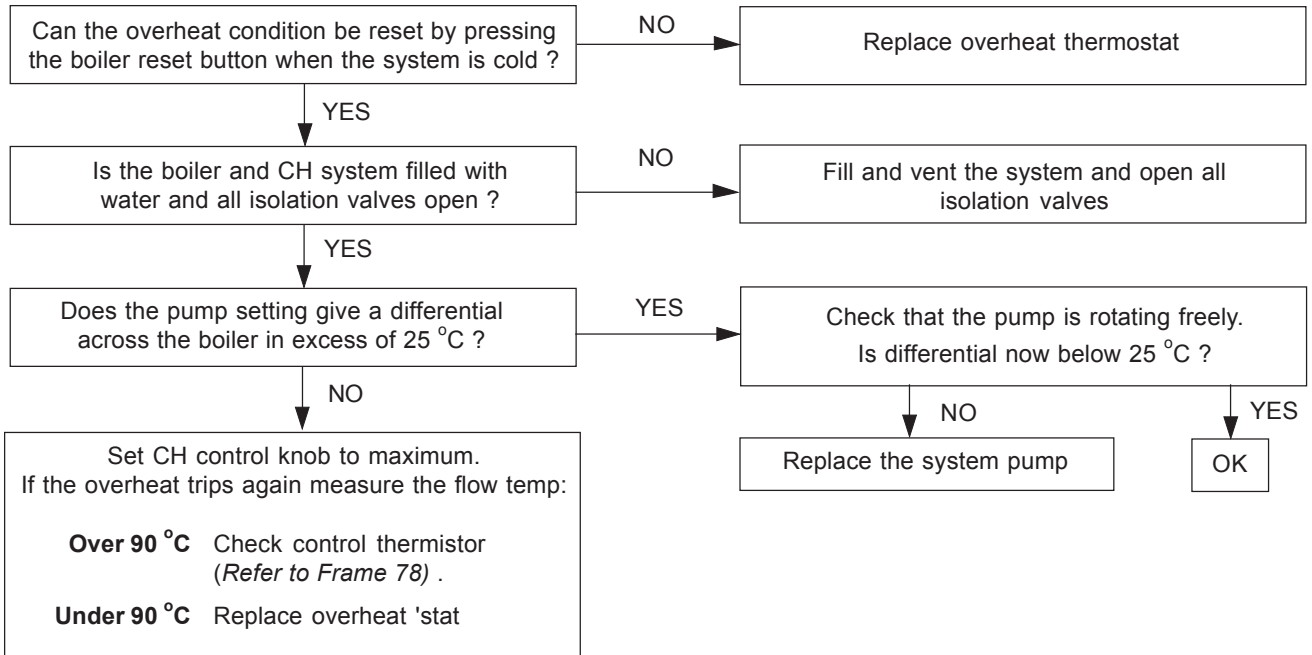 Can the overheat condition be reset by pressing
the boiler reset button when the system is cold ?
NO
Replace overheat thermostat
YES
Is the boiler and CH system filled with
water and all isolation valves open ?
NO
Fill and vent the system and open all
isolation valves
YES
Does the pump setting give a differential
across the boiler in excess of 25 °C ?
YES
Check that the pump is rotating freely.
Is differential now below 25 °C ?
NO
Set CH control knob to maximum.
If the overheat trips again measure the flow temp:
Over 90 °C Check control thermistor
(Refer to Frame 78) .
Under 90 °C Replace overheat 'stat
NO
Replace the system pump
YES
OK